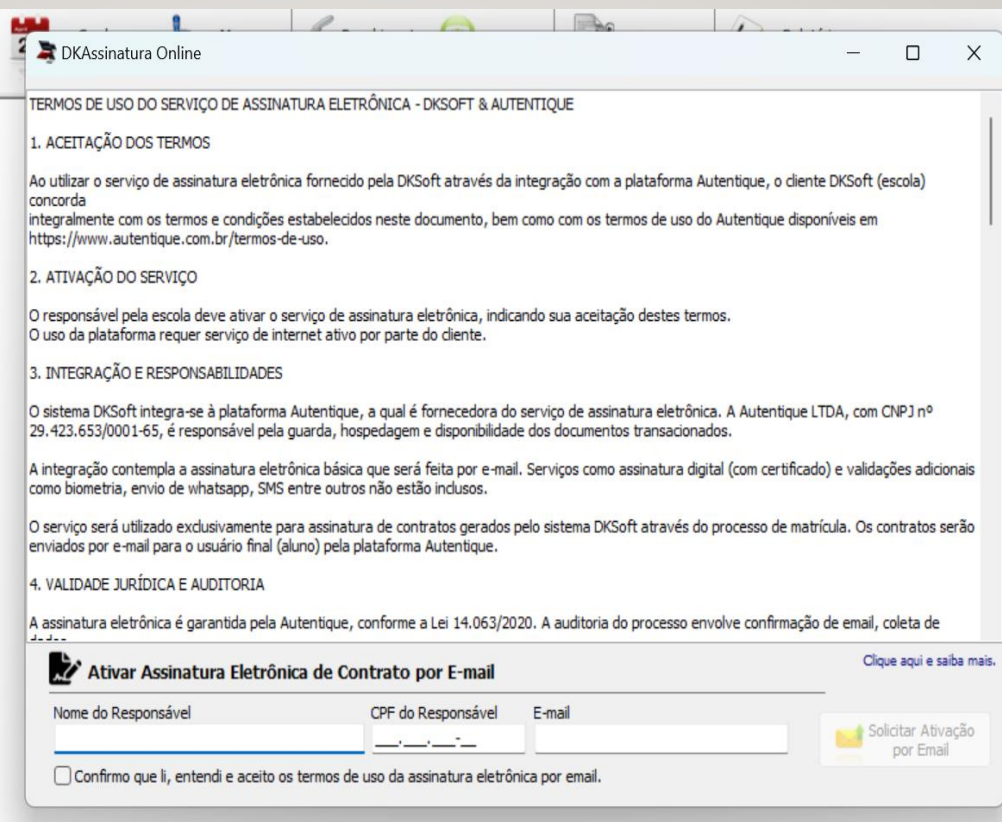 DKAssinatura Online
TERMOS DE USO DO SERVIÇO DE ASSINATURA ELETRÔNICA - DKSOFT & AUTENTIQUE
1. ACEITAÇÃO DOS TERMOS
Ao utilizar o serviço de assinatura eletrônica fornecido pela DKSoft através da integração com a plataforma Autentique, o cliente DKSoft (escola)
concorda
integralmente com os termos e condições estabelecidos neste documento, bem como com os termos de uso do Autentique disponíveis em
https://www.autentique.com.br/termos-de-uso.
2. ATIVAÇÃO DO SERVIÇO
O responsável pela escola deve ativar o serviço de assinatura eletrônica, indicando sua aceitação destes termos.
O uso da plataforma requer serviço de internet ativo por parte do cliente.
3. INTEGRAÇÃO E RESPONSABILIDADES
O sistema DKSoft integra-se à plataforma Autentique, a qual é fornecedora do serviço de assinatura eletrônica. A Autentique LTDA, com CNPJ nº
29.423.653/0001-65, é responsável pela guarda, hospedagem e disponibilidade dos documentos transacionados.
A integração contempla a assinatura eletrônica básica que será feita por e-mail. Serviços como assinatura digital (com certificado) e validações adicionais
como biometria, envio de whatsapp, SMS entre outros não estão inclusos.
O serviço será utilizado exclusivamente para assinatura de contratos gerados pelo sistema DKSoft através do processo de matrícula. Os contratos serão
enviados por e-mail para o usuário final (aluno) pela plataforma Autentique.
4. VALIDADE JURÍDICA E AUDITORIA
A assinatura eletrônica é garantida pela Autentique, conforme a Lei 14.063/2020. A auditoria do processo envolve confirmação de email, coleta de
Ativar Assinatura Eletrônica de Contrato por E-mail
Clique aqui e saiba mais.
Nome do Responsável
CPF do Responsável
E-mail
___.___.___-__
Solicitar Ativação
por Email
Confirmo que li, entendi e aceito os termos de uso da assinatura eletrônica por email.